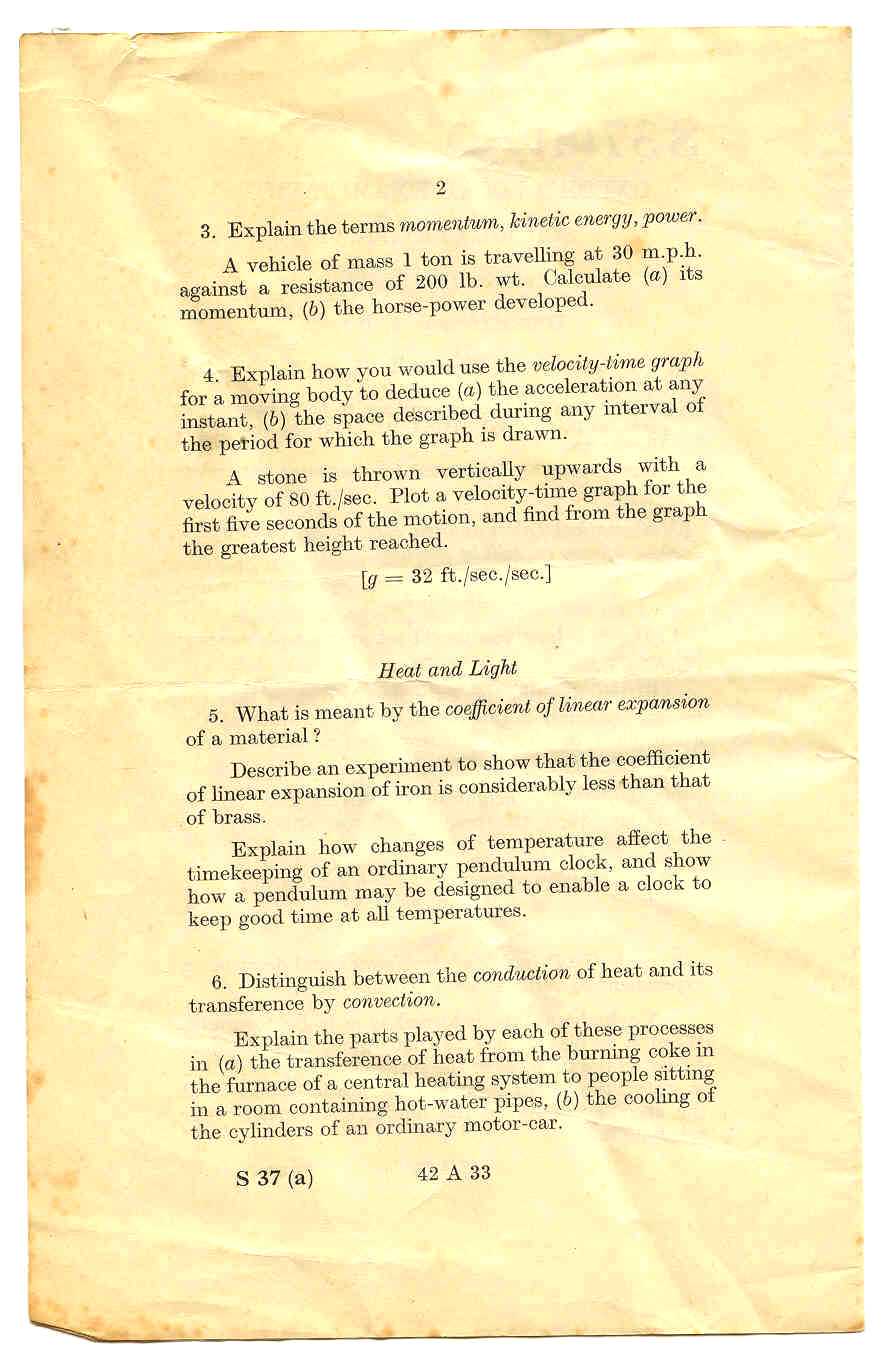 2
3. Explain the terms momentum, kinetic energy, power.
A vehicle of mass 1 ton is travelling at 30 m.p.h.
against a resistance of 200 lb. wt. Calculate (a) its
momentum, (b) the horse-power developed.
4. Explain how you would use the velocity-time graph
for a moving body to deduce (a) the acceleration at any
instant, (b) the space described during any interval of
the period for which the graph is drawn.
A stone is thrown vertically upwards with a
velocity of 80 ft./sec. Plot a velocity-time graph for the
first five seconds of the motion, and find from the graph
the greatest height reached.
[g = 32 ft./sec./sec.]
Heat and Light
5. What is meant by the coefficient of linear expansion
of a material ?
Describe an experiment to show that the coefficient
of linear expansion of iron is considerably less than that
of brass.
Explain how changes of temperature affect the
timekeeping of an ordinary pendulum clock, and show
how a pendulum may be designed to enable a clock to
keep good time at all temperatures.
6. Distinguish between the conduction of heat and its
transference by convection.
Explain the parts played by each of these processes
in (a) the transference of heat from the burning coke in
the furnace of a central heating system to people sitting
in a room containing hot-water pipes, (b) the cooling of
the cylinders of an ordinary motor-car.
S 37 (a) 42 A 33